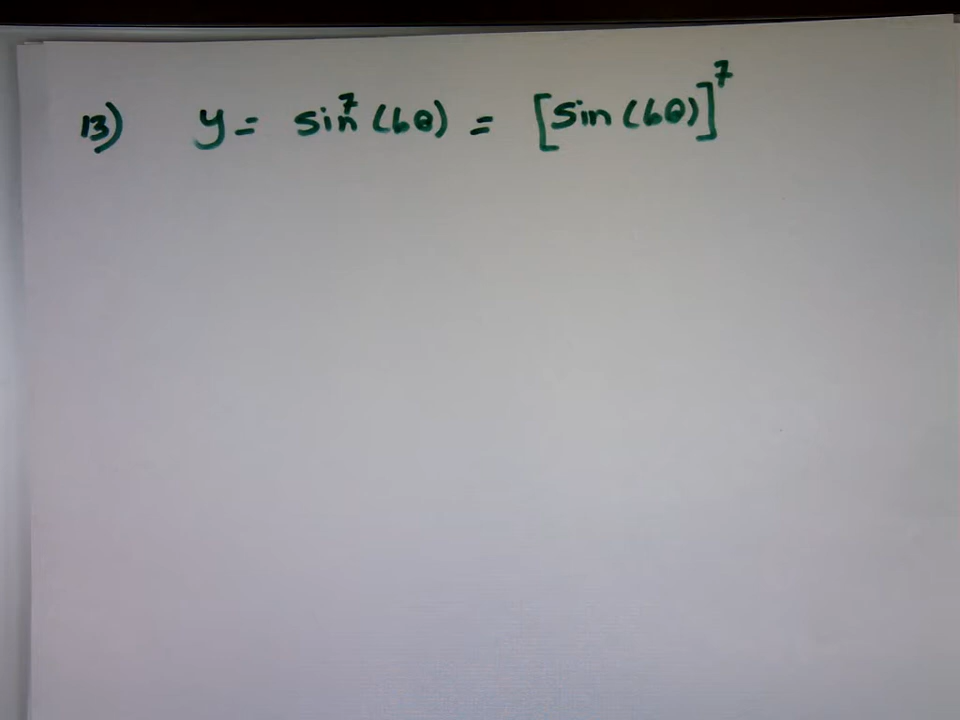 13) y = sin⁷(6θ) = [sin(6θ)]⁷